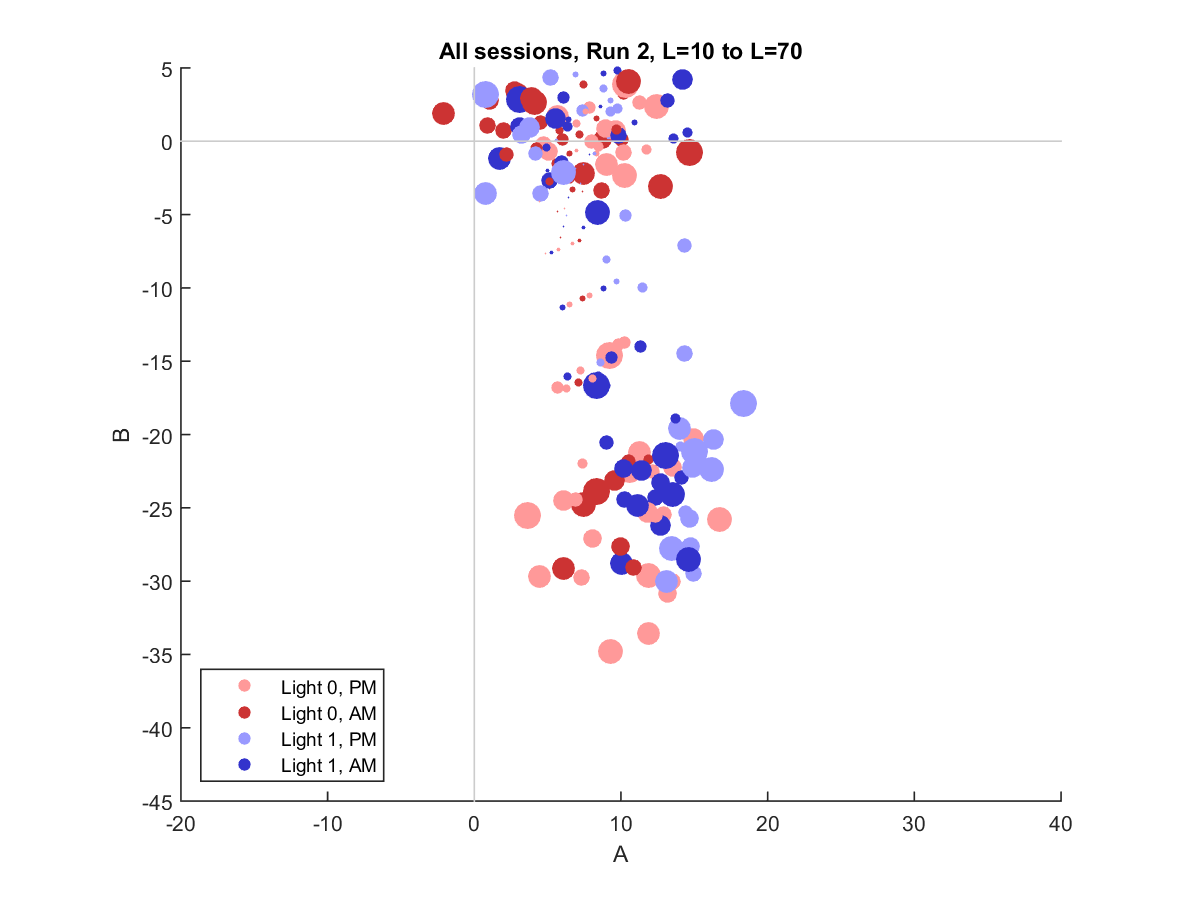 All sessions, Run 2, L=10 to L=70
5
0
-5
-10
-15
-20
-25
-30
-35
-40
-45
B
Light 0, PM
Light 0, AM
Light 1, PM
Light 1, AM
-20 -10 0 10 20 30 40
A